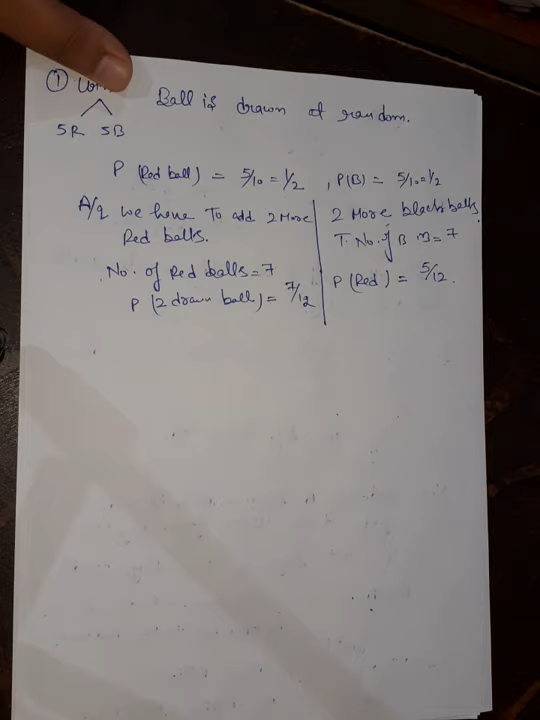 ① Ball is drawn at random.
5R 5B
P (Red ball) = 5/10 = 1/2 , P(B) = 5/10 = 1/2
A/q we have To add 2 More
Red balls.
No. of Red balls = 7
P (2 drawn ball) = 7/12
2 More black balls.
T. No. of B = 7
P (Red) = 5/12.